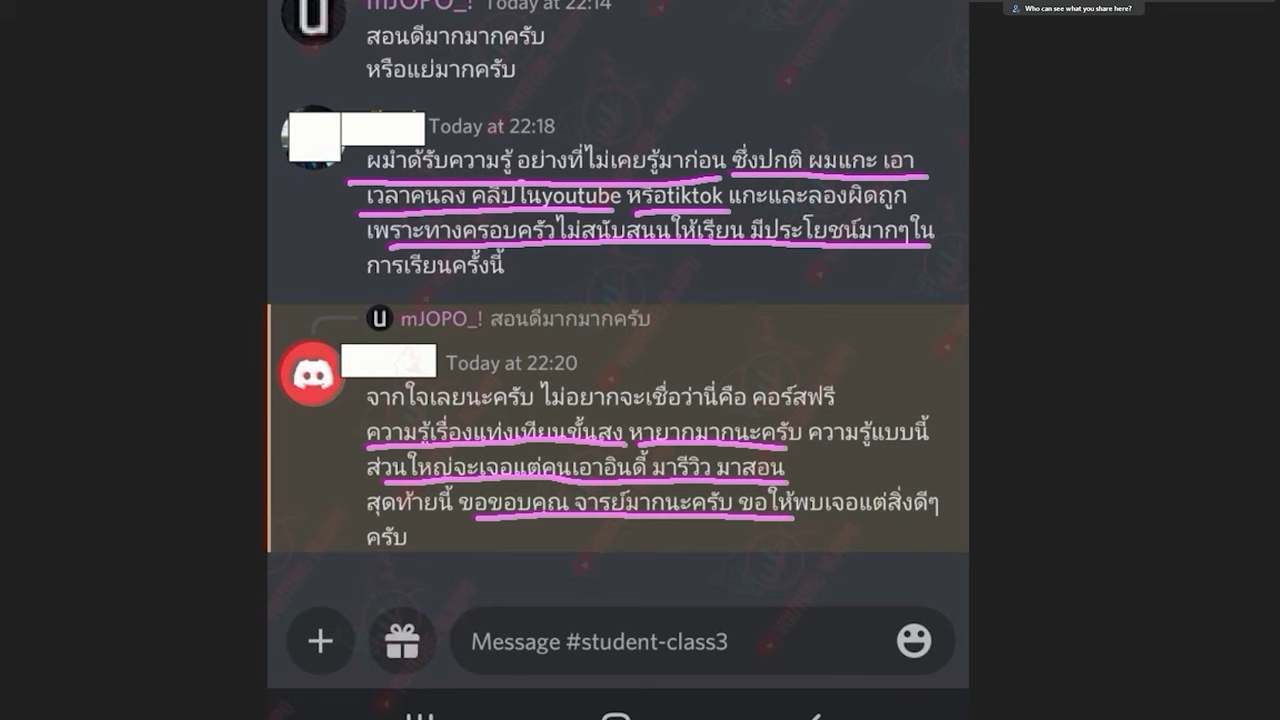 Who can see what you share here?
mJOPO_! Today at 22:14
สอนดีมากมากครับ
หรือแย่มากครับ
Today at 22:18
ผมำด้รับความรู้ อย่างที่ไม่เคยรู้มาก่อน ซึ่งปกติ ผมแกะ เอา
เวลาคนลง คลิปในyoutube หรือtiktok แกะและลองผิดถูก
เพราะทางครอบครัวไม่สนับสนุนให้เรียน มีประโยชน์มากๆใน
การเรียนครั้งนี้
mJOPO_! สอนดีมากมากครับ
Today at 22:20
จากใจเลยนะครับ ไม่อยากจะเชื่อว่านี่คือ คอร์สฟรี
ความรู้เรื่องแท่งเทียนขั้นสูง หายากมากนะครับ ความรู้แบบนี้
ส่วนใหญ่จะเจอแต่คนเอาอินดี้ มารีวิว มาสอน
สุดท้ายนี้ ขอขอบคุณ จารย์มากนะครับ ขอให้พบเจอแต่สิ่งดีๆ
ครับ
Message #student-class3